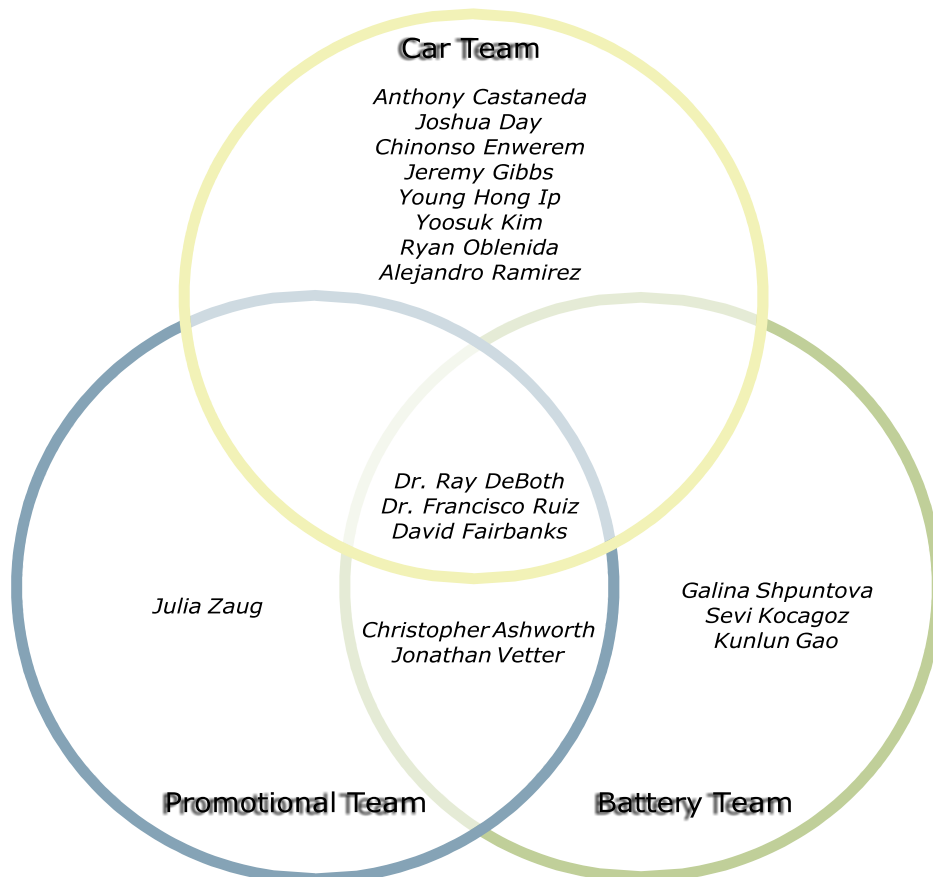 Car Team
Anthony Castaneda
Joshua Day
Chinonso Enwerem
Jeremy Gibbs
Young Hong Ip
Yoosuk Kim
Ryan Oblenida
Alejandro Ramirez
Dr. Ray DeBoth
Dr. Francisco Ruiz
David Fairbanks
Julia Zaug
Christopher Ashworth
Jonathan Vetter
Galina Shpuntova
Sevi Kocagoz
Kunlun Gao
Promotional Team
Battery Team